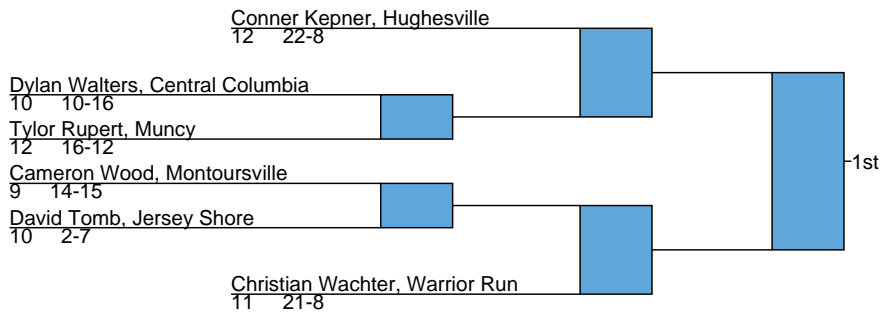 Conner Kepner, Hughesville
12 22-8
Dylan Walters, Central Columbia
10 10-16
Tylor Rupert, Muncy
12 16-12
Cameron Wood, Montoursville
9 14-15
David Tomb, Jersey Shore
10 2-7
Christian Wachter, Warrior Run
11 21-8
1st